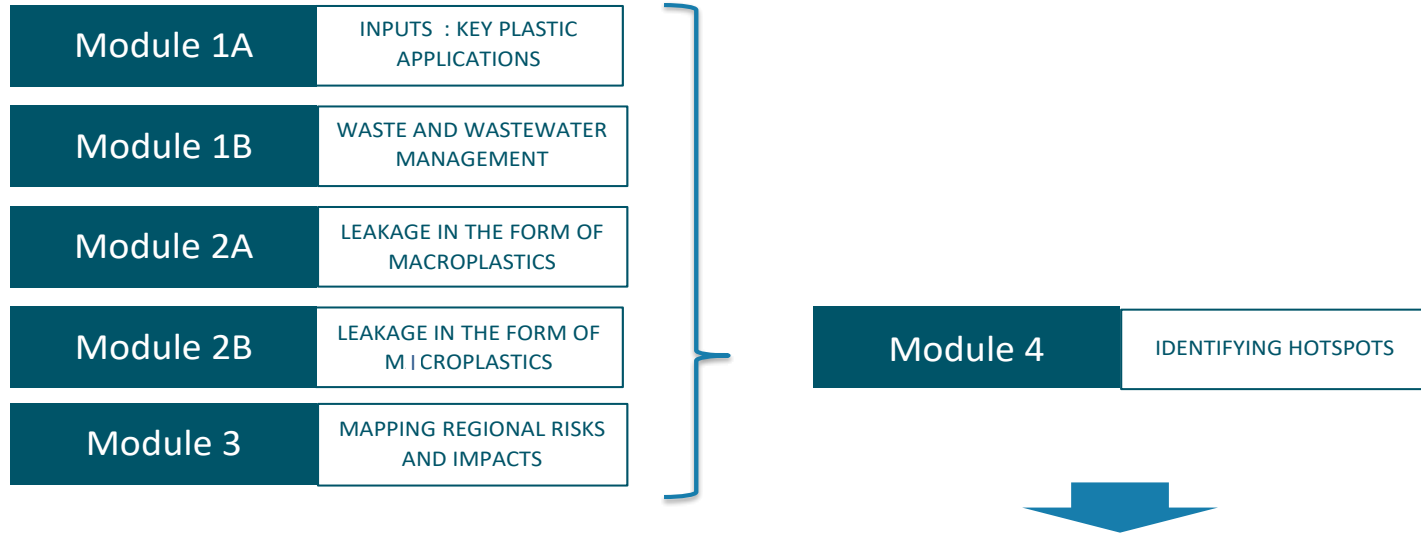 Module 1A
INPUTS : KEY PLASTIC
APPLICATIONS
Module 1B
WASTE AND WASTEWATER
MANAGEMENT
Module 2A
LEAKAGE IN THE FORM OF
MACROPLASTICS
Module 2B
LEAKAGE IN THE FORM OF
M I CROPLASTICS
Module 3
MAPPING REGIONAL RISKS
AND IMPACTS
Module 4
IDENTIFYING HOTSPOTS